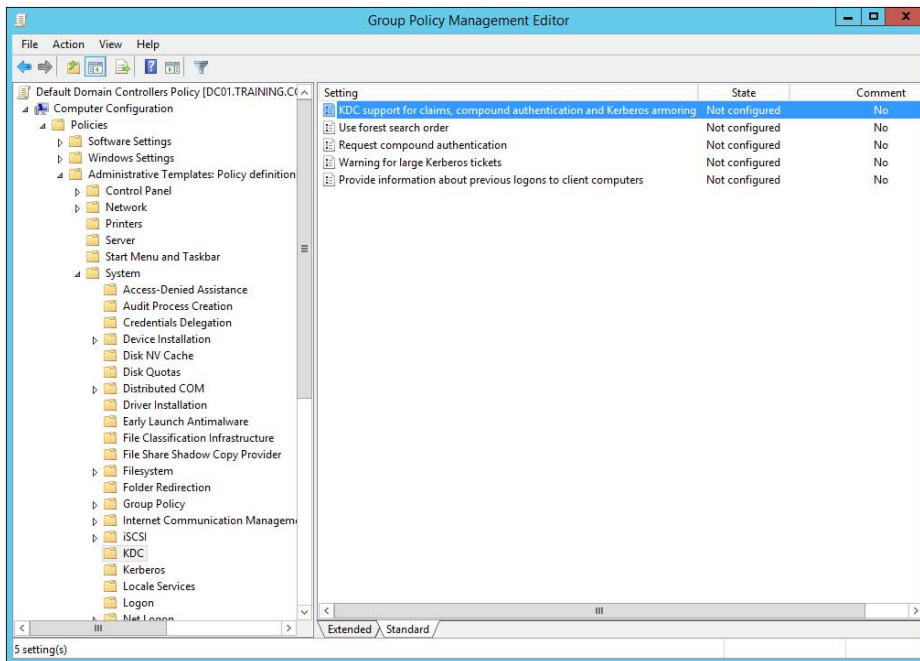 Group Policy Management Editor
File Action View Help
Default Domain Controllers Policy [DC01.TRAINING.C(
Computer Configuration
Policies
Software Settings
Windows Settings
Administrative Templates: Policy definition
Control Panel
Network
Printers
Server
Start Menu and Taskbar
System
Access-Denied Assistance
Audit Process Creation
Credentials Delegation
Device Installation
Disk NV Cache
Disk Quotas
Distributed COM
Driver Installation
Early Launch Antimalware
File Classification Infrastructure
File Share Shadow Copy Provider
Filesystem
Folder Redirection
Group Policy
Internet Communication Managem
iSCSI
KDC
Kerberos
Locale Services
Logon
Net Logon
Setting State Comment
KDC support for claims, compound authentication and Kerberos armoring Not configured No
Use forest search order Not configured No
Request compound authentication Not configured No
Warning for large Kerberos tickets Not configured No
Provide information about previous logons to client computers Not configured No
Extended Standard
5 setting(s)